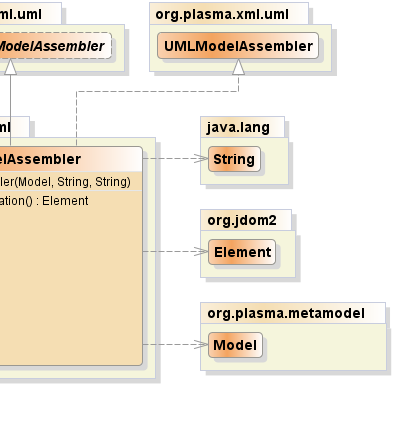 ml.uml
org.plasma.xml.uml
ModelAssembler
UMLModelAssembler
ml
java.lang
elAssembler
String
ler(Model, String, String)
ation() : Element
org.jdom2
Element
org.plasma.metamodel
Model